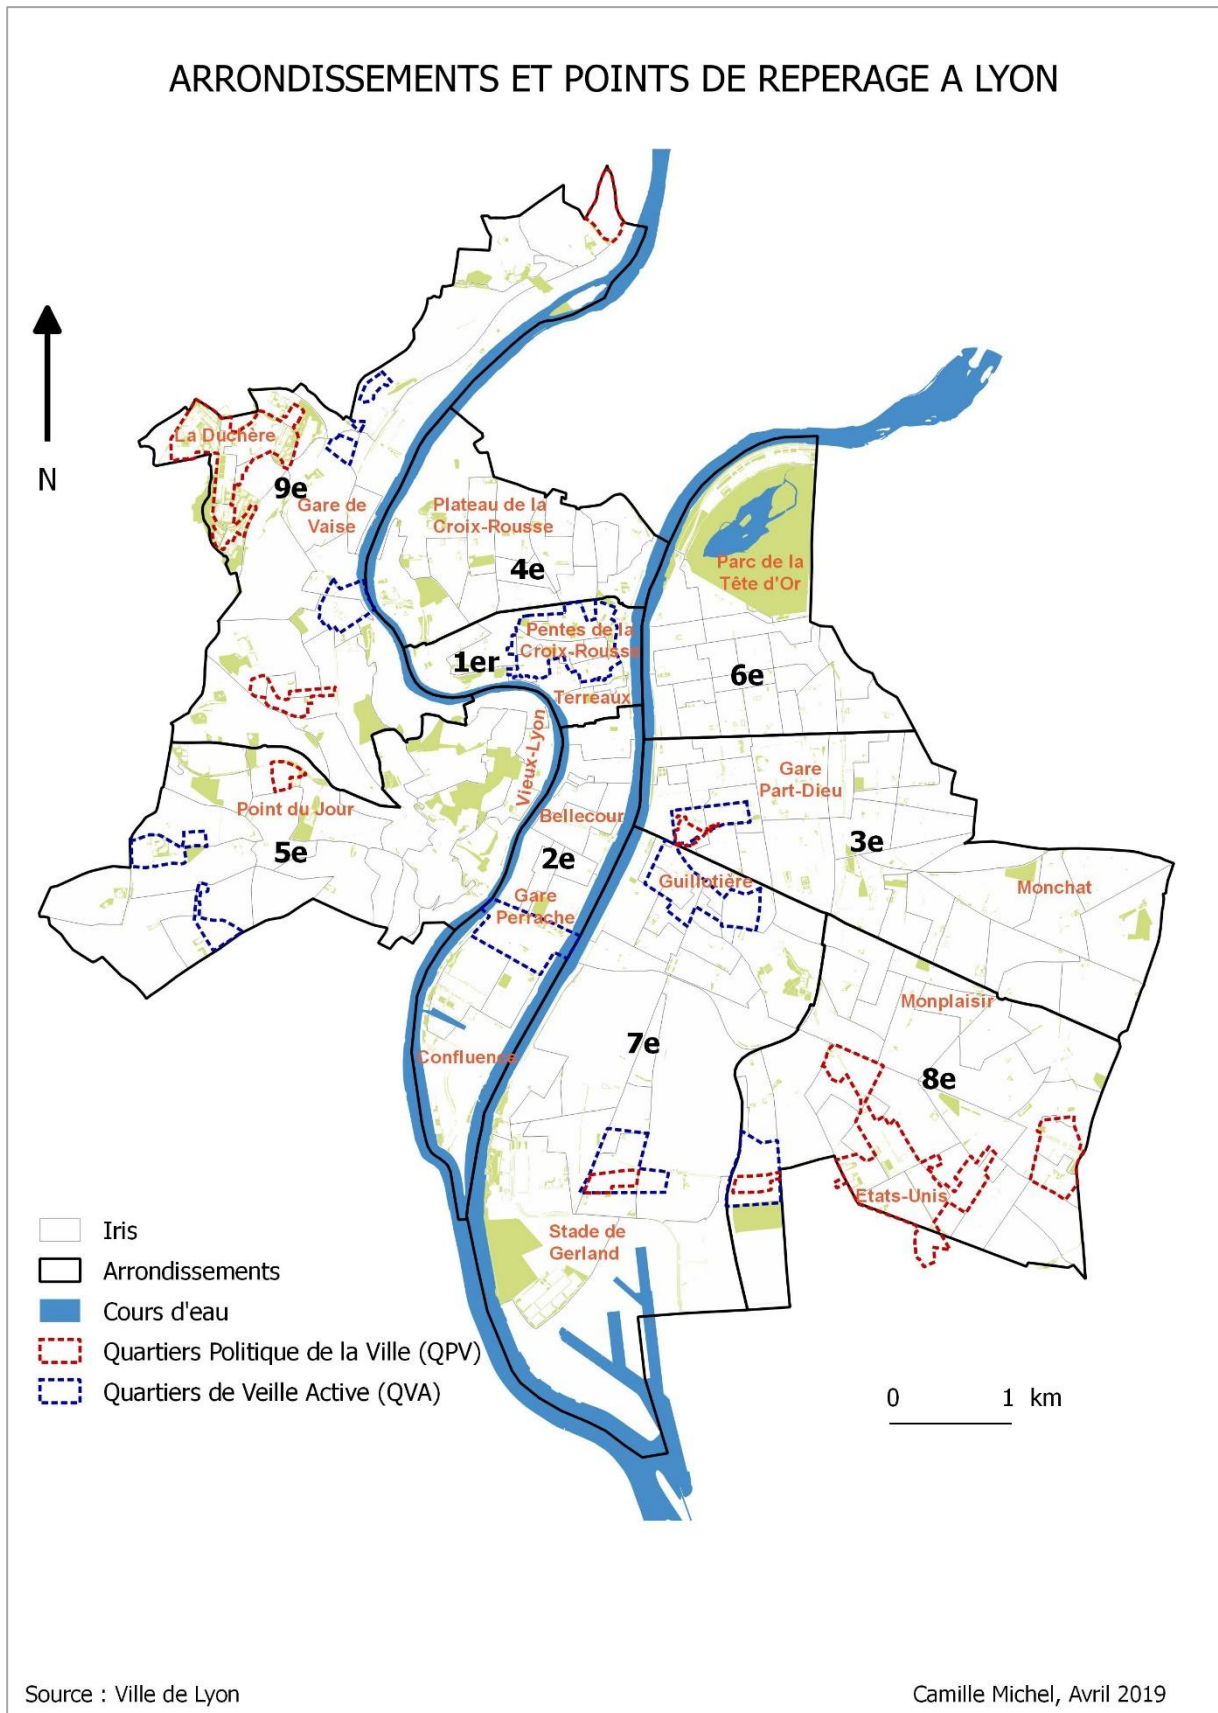 ARRONDISSEMENTS ET POINTS DE REPERAGE A LYON
N
La Duchère
9e
Gare de
Vaise
Plateau de la
Croix-Rousse
4e
Parc de la
Tête d'Or
Pentes de la
Croix-Rousse
1er
6e
Terreaux
Vieux-Lyon
Gare
Part-Dieu
Point du Jour
Bellecour
5e
2e
3e
Guillotière
Monchat
Gare
Perrache
Monplaisir
7e
Confluence
8e
Etats-Unis
Stade de
Gerland
Iris
Arrondissements
Cours d'eau
Quartiers Politique de la Ville (QPV)
Quartiers de Veille Active (QVA)
0 1 km
Source : Ville de Lyon
Camille Michel, Avril 2019